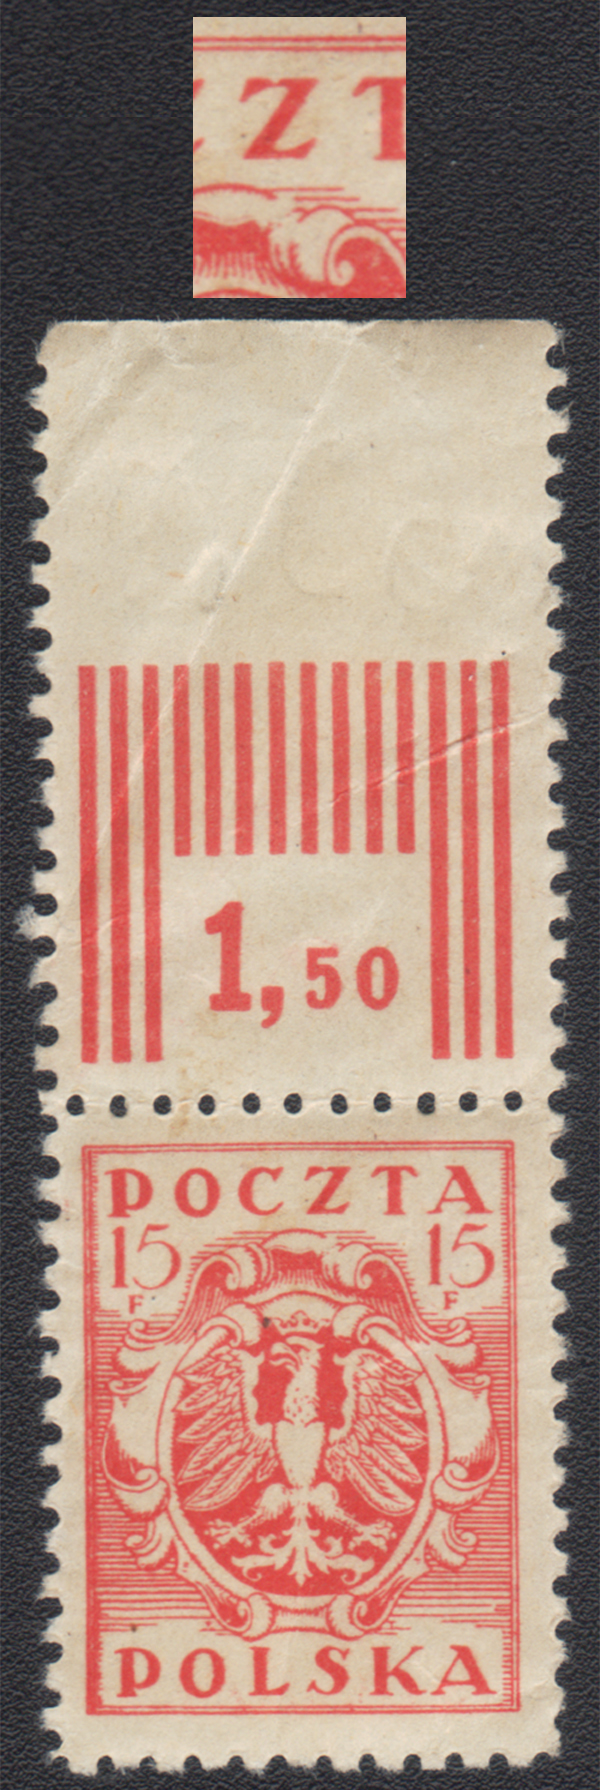 ZT
1,50
POCZTA
15 15
F F
POLSKA